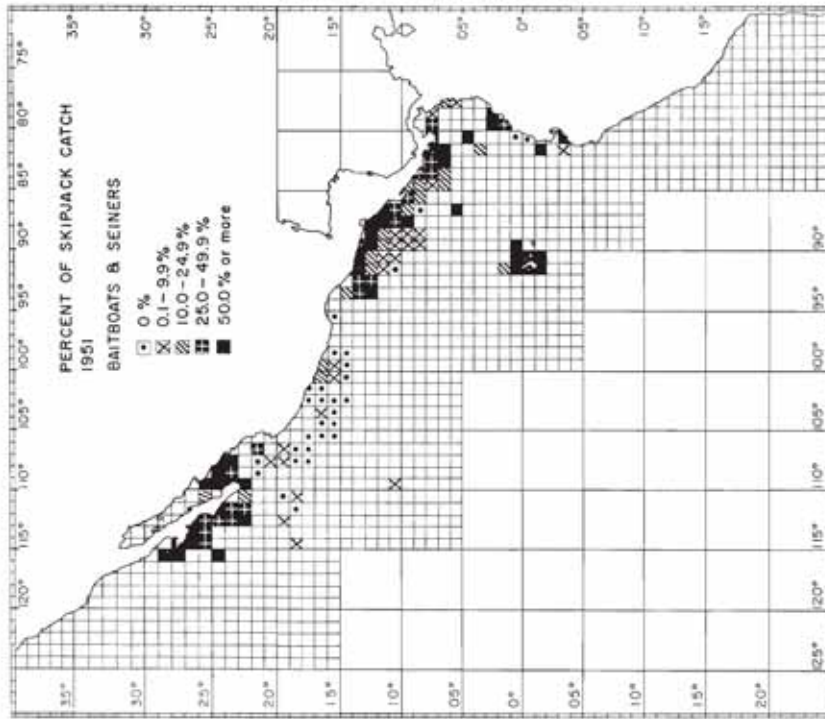 120° 115° 110° 105° 100° 95° 90° 85° 80° 75°
PERCENT OF SKIPJACK CATCH
1951
BAITBOATS & SEINERS
0 %
0.1 – 9.9 %
10.0 – 24.9 %
25.0 – 49.9 %
50.0 % or more
35° 35°
30° 30°
25° 25°
20° 20°
15°
10°
05° 05°
0° 0°
05° 05°
10° 10°
15° 15°
20° 20°
125° 120° 115° 110° 105° 100° 95° 90°